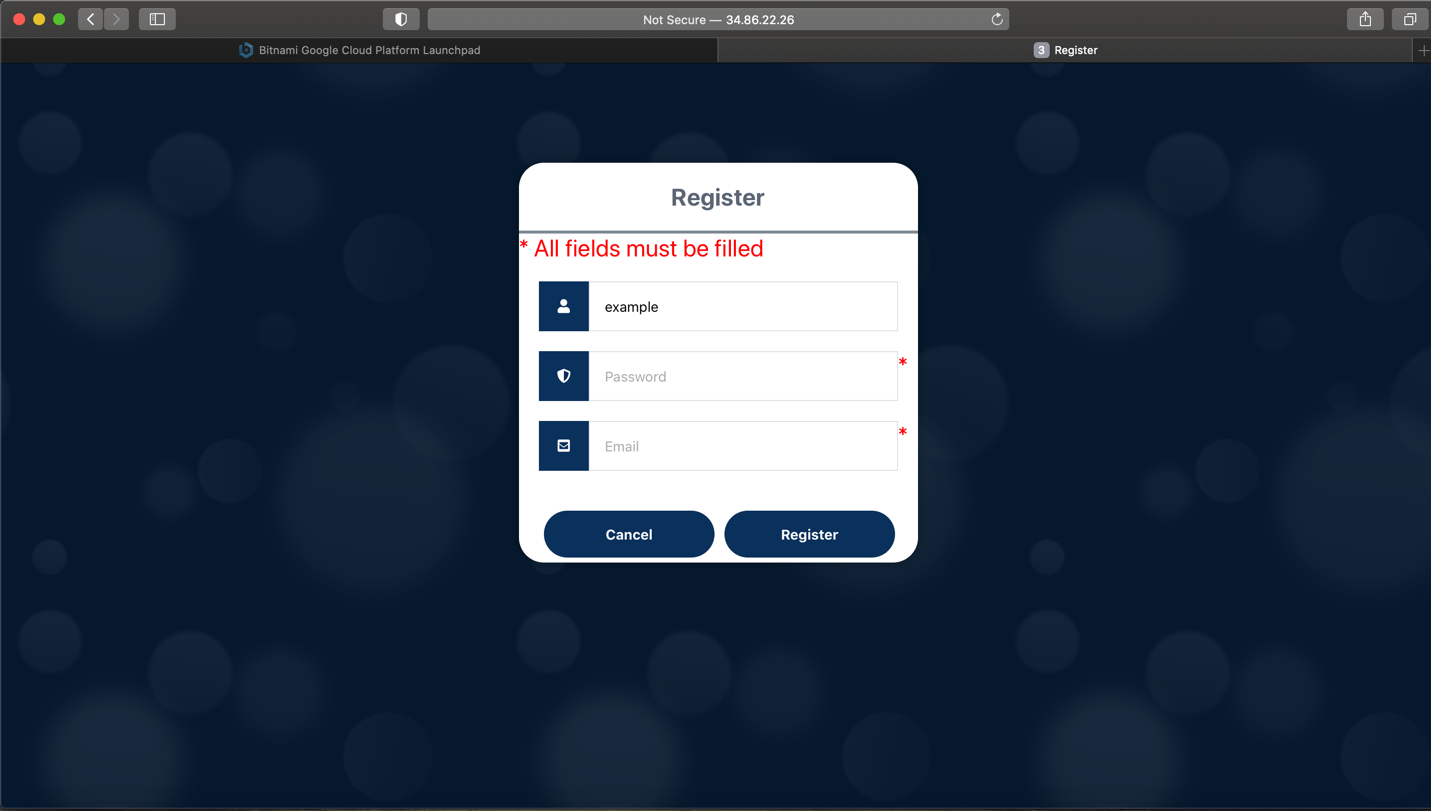 Not Secure — 34.86.22.26
Bitnami Google Cloud Platform Launchpad
3 Register
Register
* All fields must be filled
example
Password *
Email *
Cancel Register